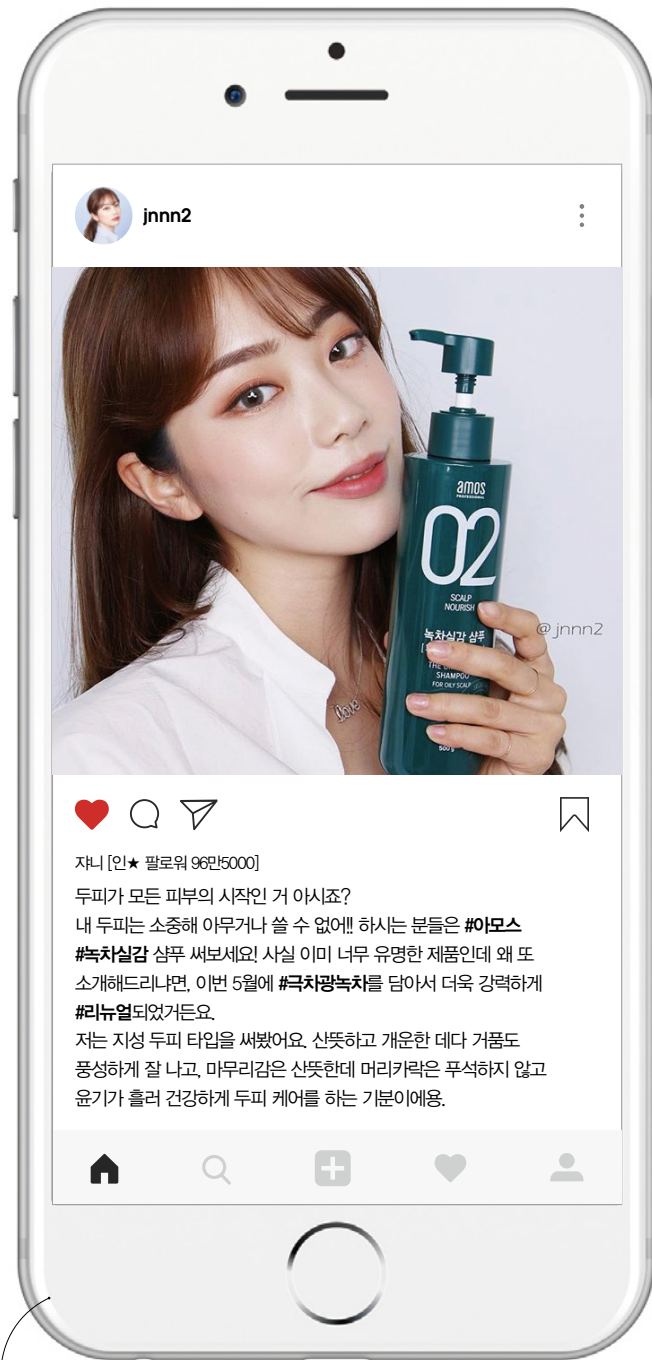 jnnn2
amos
PROFESSIONAL
02
SCALP
NOURISH
녹차실감 샴푸
@ jnnn2
SHAMPOO
FOR OILY SCALP
500 g
쟈니 [인★ 팔로워 96만5000]
두피가 모든 피부의 시작인 거 아시죠?
내 두피는 소중해 아무거나 쓸 수 없어!! 하시는 분들은 #아모스
#녹차실감 샴푸 써보세요! 사실 이미 너무 유명한 제품인데 왜 또
소개해드리냐면, 이번 5월에 #극차광녹차를 담아서 더욱 강력하게
#리뉴얼되었거든요.
저는 지성 두피 타입을 써봤어요. 산뜻하고 개운한 데다 거품도
풍성하게 잘 나고, 마무리감은 산뜻한데 머리카락은 푸석하지 않고
윤기가 흘러 건강하게 두피 케어를 하는 기분이에용.